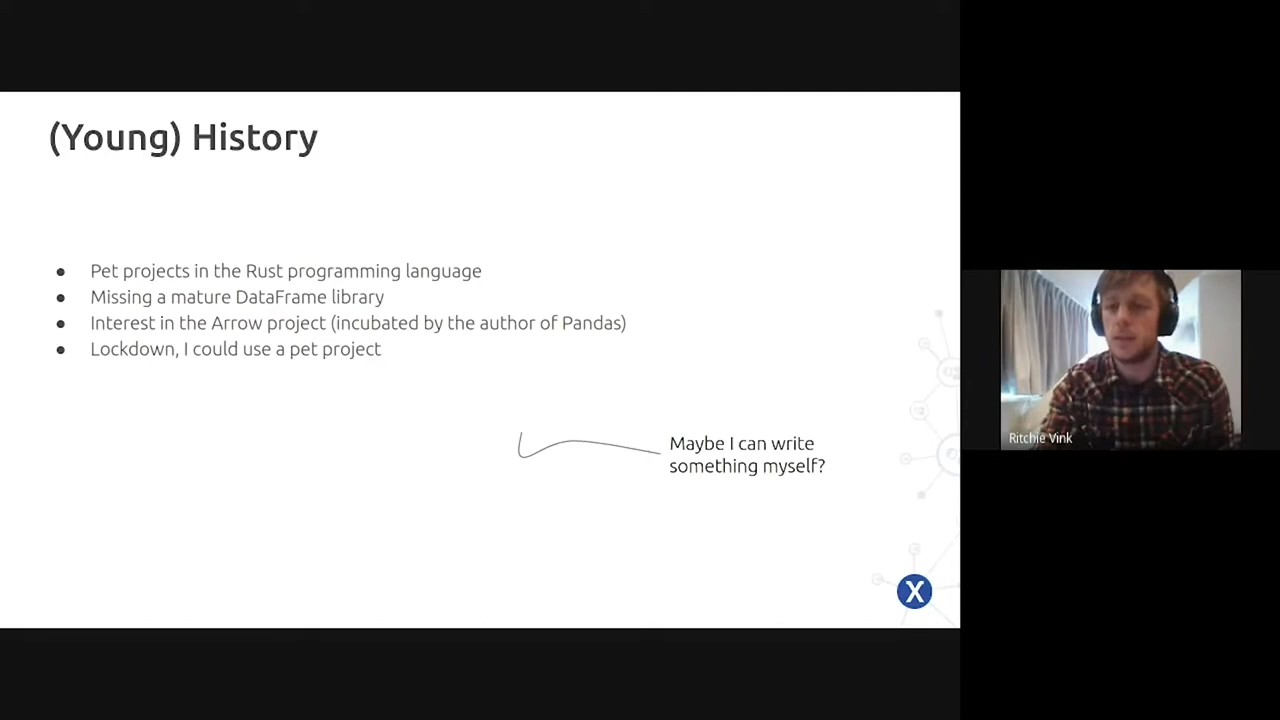 (Young) History
● Pet projects in the Rust programming language
● Missing a mature DataFrame library
● Interest in the Arrow project (incubated by the author of Pandas)
● Lockdown, I could use a pet project
Maybe I can write
something myself?
X
Ritchie Vink